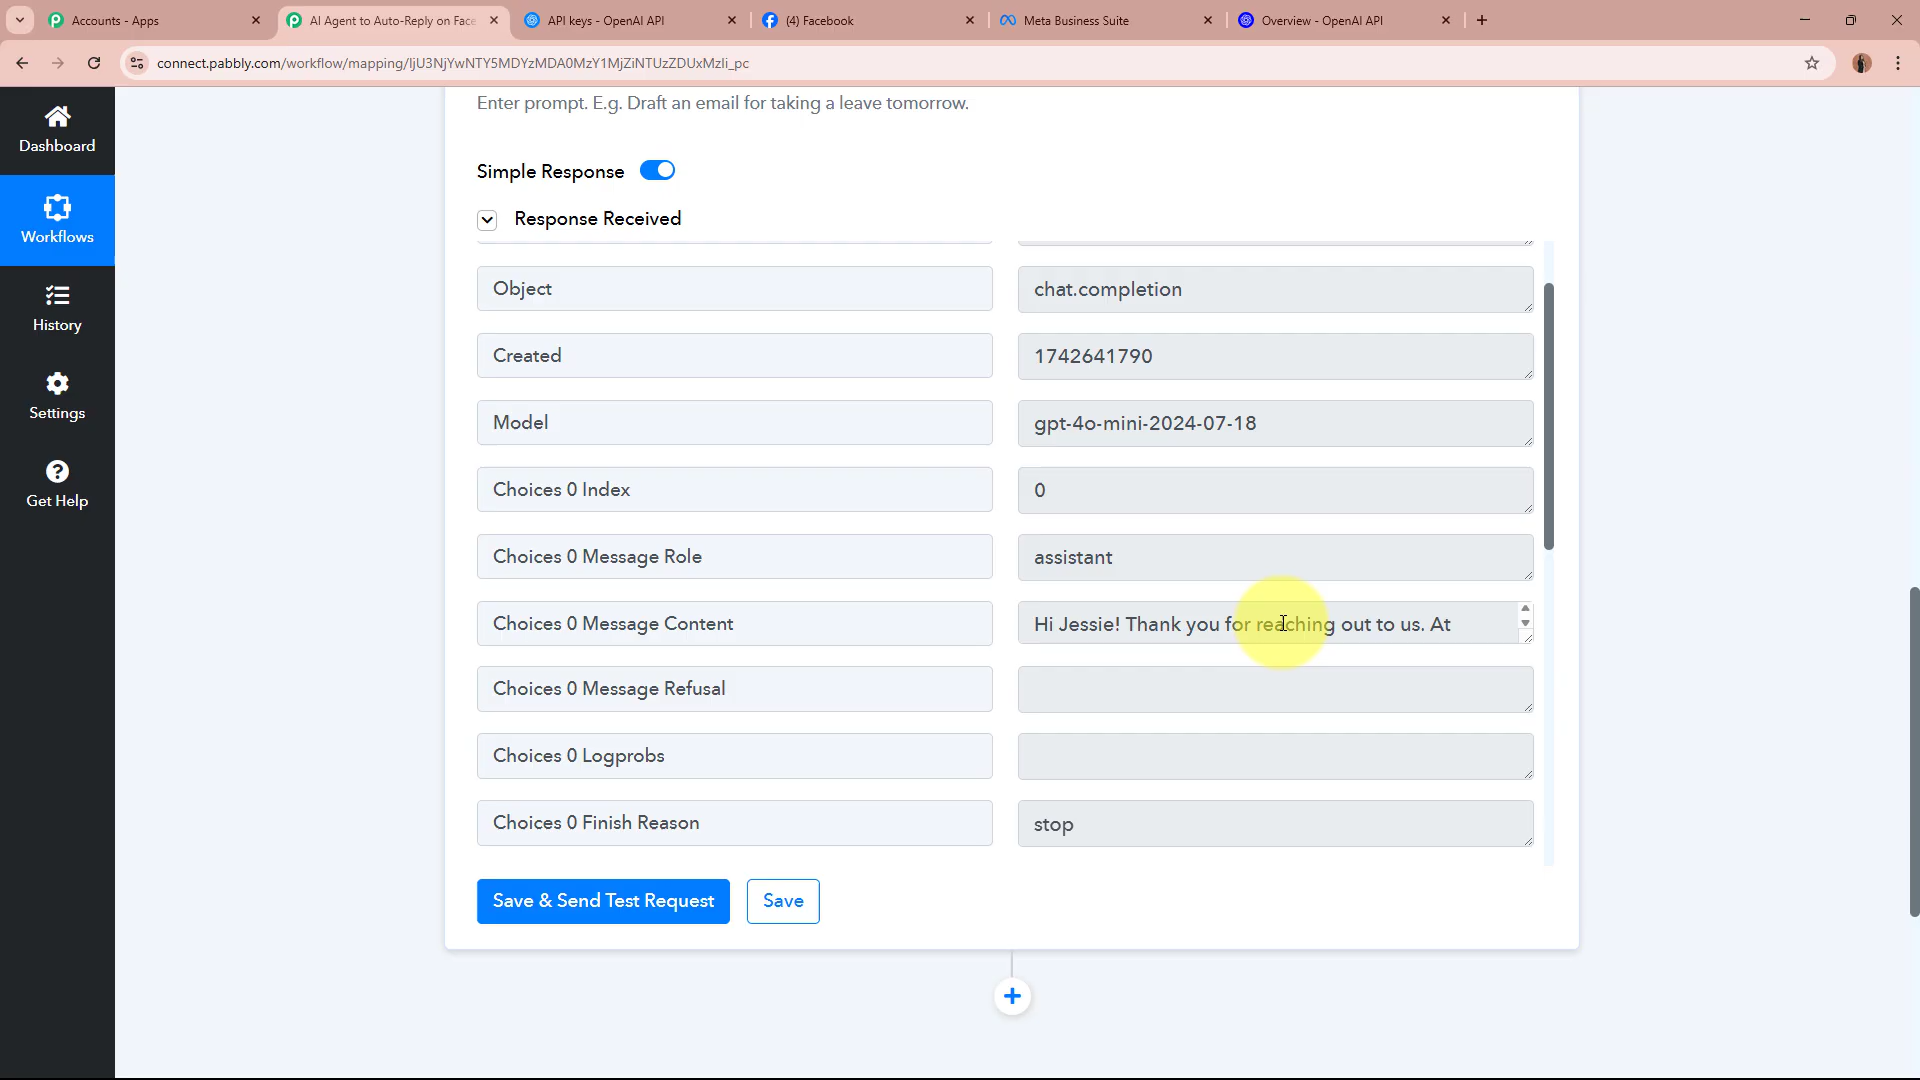 Accounts - Apps
AI Agent to Auto-Reply on Face
API keys - OpenAI API
(4) Facebook
Meta Business Suite
Overview - OpenAI API
connect.pabbly.com/workflow/mapping/IjU3NjYwNTY5MDYzMDA0MzY1MjZiNTUzZDUxMzIi_pc
Dashboard
Workflows
History
Settings
Get Help
Enter prompt. E.g. Draft an email for taking a leave tomorrow.
Simple Response
Response Received
Object
chat.completion
Created
1742641790
Model
gpt-4o-mini-2024-07-18
Choices 0 Index
0
Choices 0 Message Role
assistant
Choices 0 Message Content
Hi Jessie! Thank you for reaching out to us. At
Choices 0 Message Refusal
Choices 0 Logprobs
Choices 0 Finish Reason
stop
Save & Send Test Request
Save